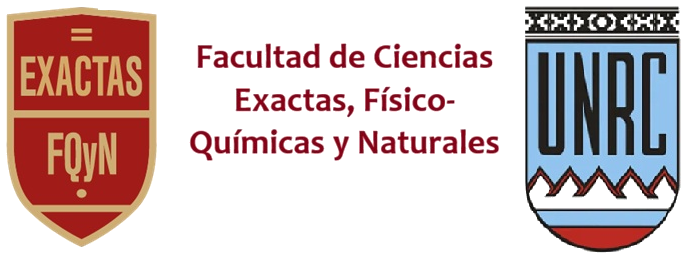 =
EXACTAS
FQyN
Facultad de Ciencias
Exactas, Físico-
Químicas y Naturales
UNRC